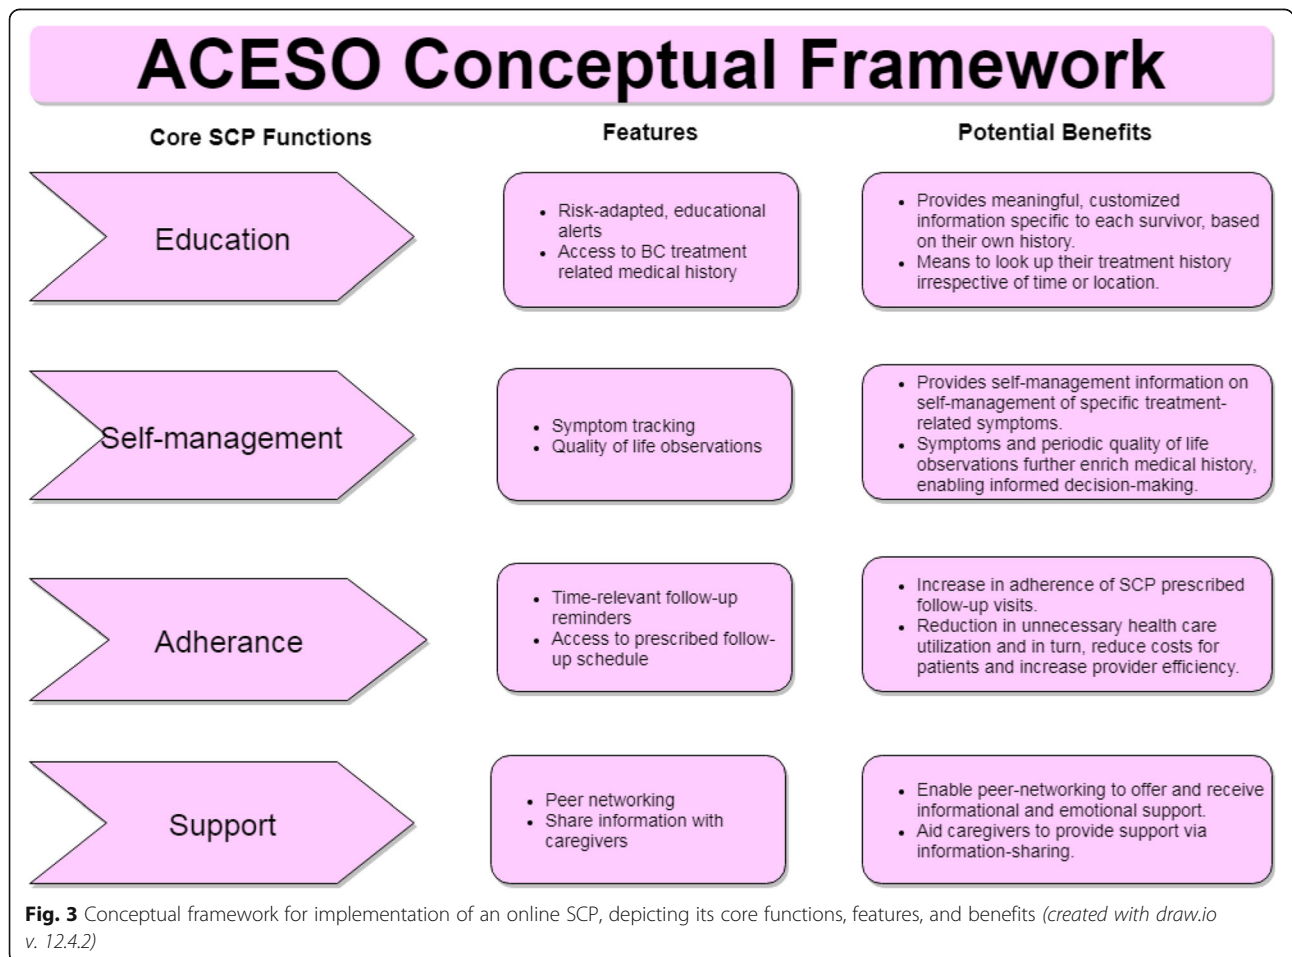 ACESO Conceptual Framework
Core SCP Functions
Features
Potential Benefits
Education
• Risk-adapted, educational
alerts
• Access to BC treatment
related medical history
• Provides meaningful, customized
information specific to each survivor, based
on their own history.
• Means to look up their treatment history
irrespective of time or location.
Self-management
• Symptom tracking
• Quality of life observations
• Provides self-management information on
self-management of specific treatment-
related symptoms.
• Symptoms and periodic quality of life
observations further enrich medical history,
enabling informed decision-making.
Adherance
• Time-relevant follow-up
reminders
• Access to prescribed follow-
up schedule
• Increase in adherence of SCP prescribed
follow-up visits.
• Reduction in unnecessary health care
utilization and in turn, reduce costs for
patients and increase provider efficiency.
Support
• Peer networking
• Share information with
caregivers
• Enable peer-networking to offer and receive
informational and emotional support.
• Aid caregivers to provide support via
information-sharing.
Fig. 3 Conceptual framework for implementation of an online SCP, depicting its core functions, features, and benefits (created with draw.io
v. 12.4.2)